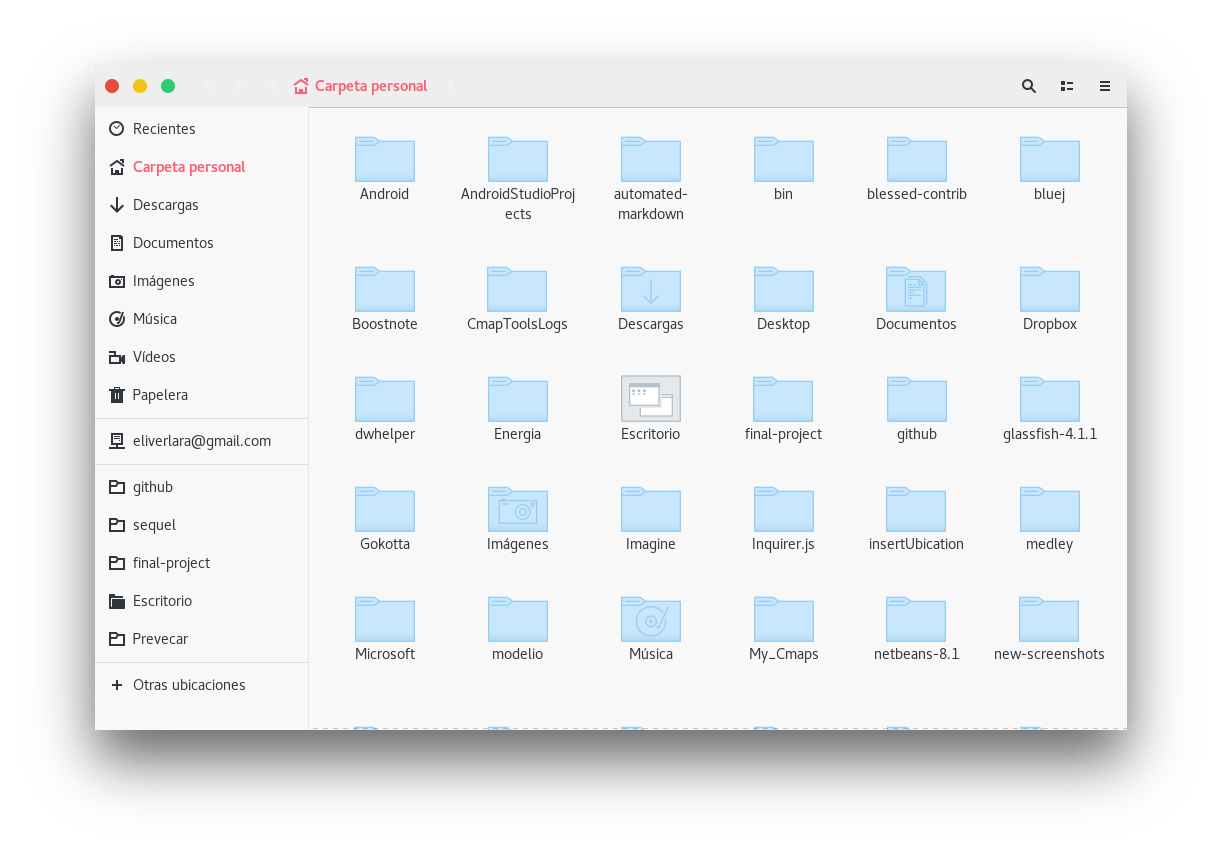 Carpeta personal
Recientes
Carpeta personal
Descargas
Documentos
Imágenes
Música
Vídeos
Papelera
eliverlara@gmail.com
github
sequel
final-project
Escritorio
Prevecar
Otras ubicaciones
Android
AndroidStudioProj
ects
automated-
markdown
bin
blessed-contrib
bluej
Boostnote
CmapToolsLogs
Descargas
Desktop
Documentos
Dropbox
dwhelper
Energia
Escritorio
final-project
github
glassfish-4.1.1
Gokotta
Imágenes
Imagine
Inquirer.js
insertUbication
medley
Microsoft
modelio
Música
My_Cmaps
netbeans-8.1
new-screenshots